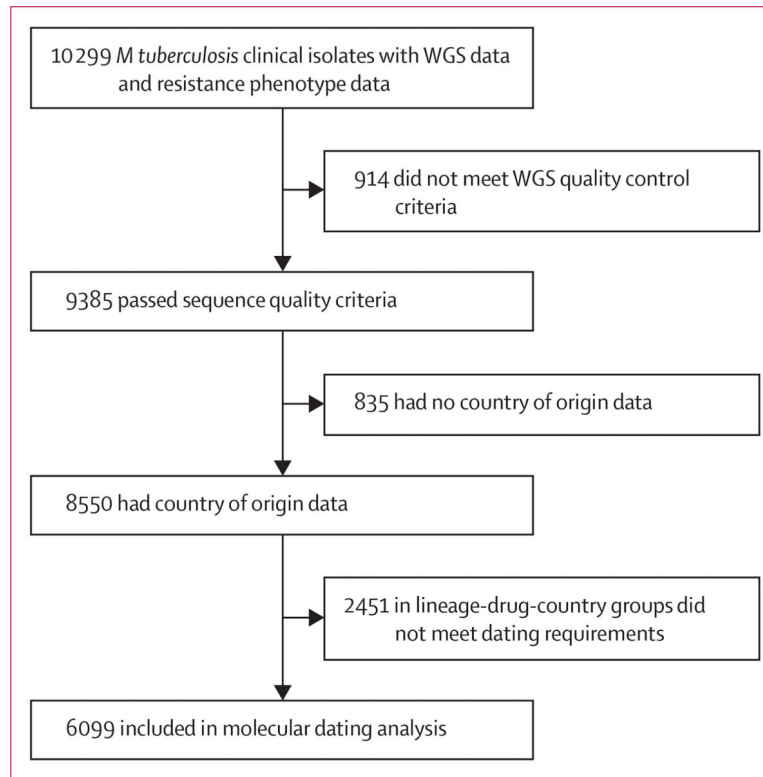 10299 M tuberculosis clinical isolates with WGS data
and resistance phenotype data
914 did not meet WGS quality control
criteria
9385 passed sequence quality criteria
835 had no country of origin data
8550 had country of origin data
2451 in lineage-drug-country groups did
not meet dating requirements
6099 included in molecular dating analysis